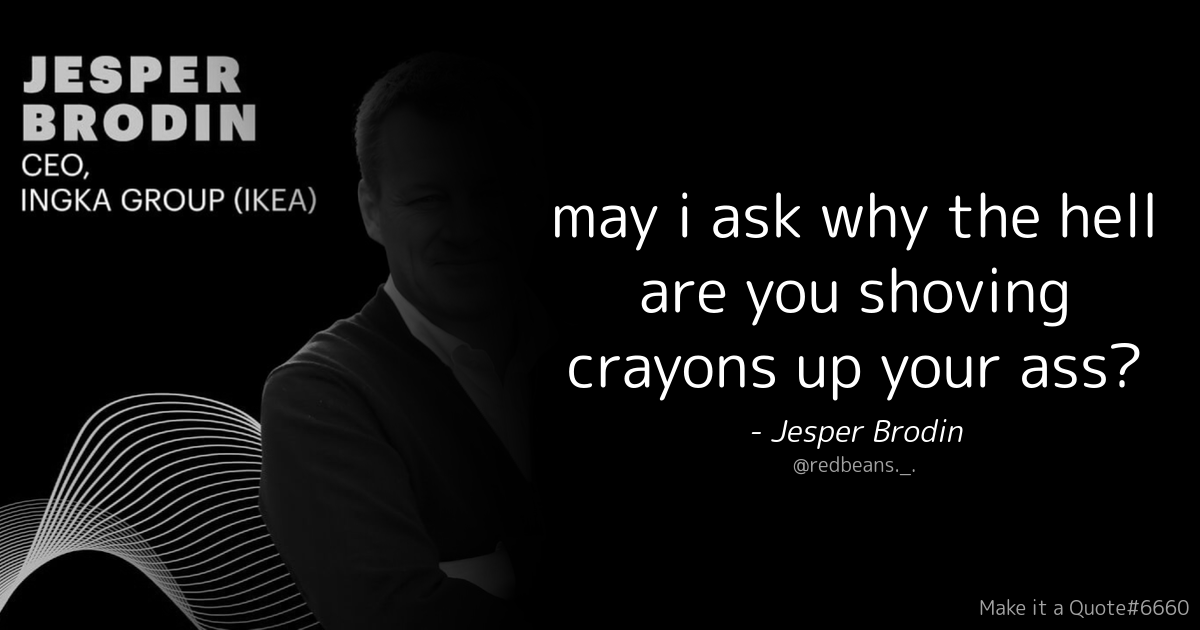 JESPER
BRODIN
CEO,
INGKA GROUP (IKEA)
may i ask why the hell
are you shoving
crayons up your ass?
- Jesper Brodin
@redbeans._.
Make it a Quote#6660